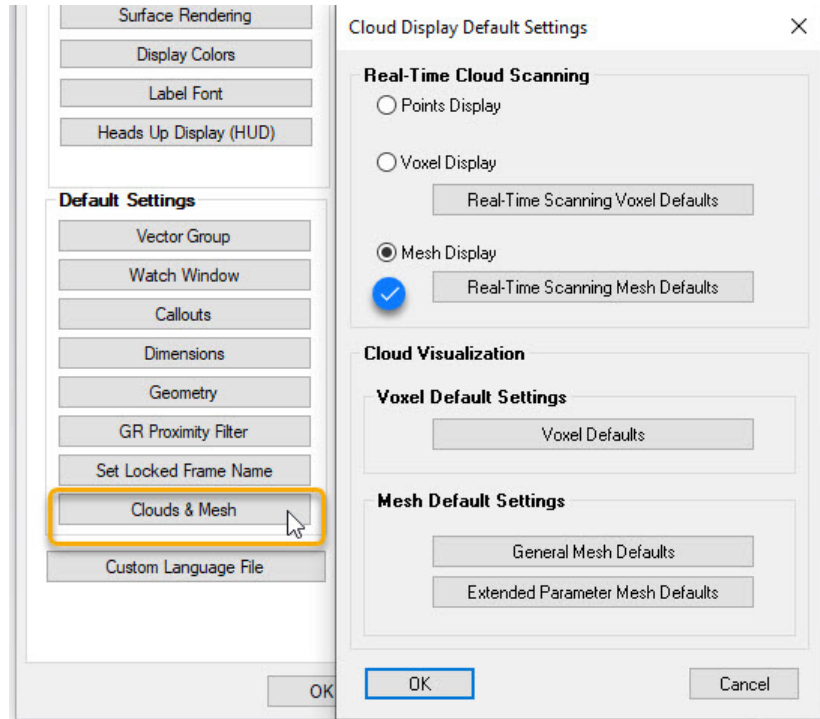 Surface Rendering
Display Colors
Label Font
Heads Up Display (HUD)
Default Settings
Vector Group
Watch Window
Callouts
Dimensions
Geometry
GR Proximity Filter
Set Locked Frame Name
Clouds & Mesh
Custom Language File
OK
Cloud Display Default Settings
Real-Time Cloud Scanning
Points Display
Voxel Display
Real-Time Scanning Voxel Defaults
Mesh Display
Real-Time Scanning Mesh Defaults
Cloud Visualization
Voxel Default Settings
Voxel Defaults
Mesh Default Settings
General Mesh Defaults
Extended Parameter Mesh Defaults
OK
Cancel